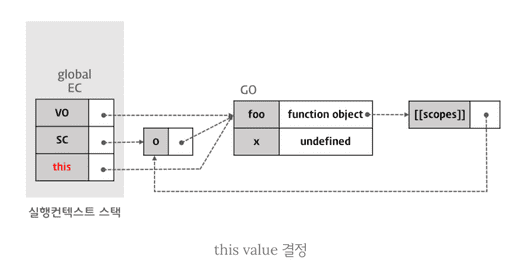 global
EC
VO
SC
this
0
GO
foo
function object
x
undefined
[[scopes]]
실행컨텍스트 스택
this value 결정